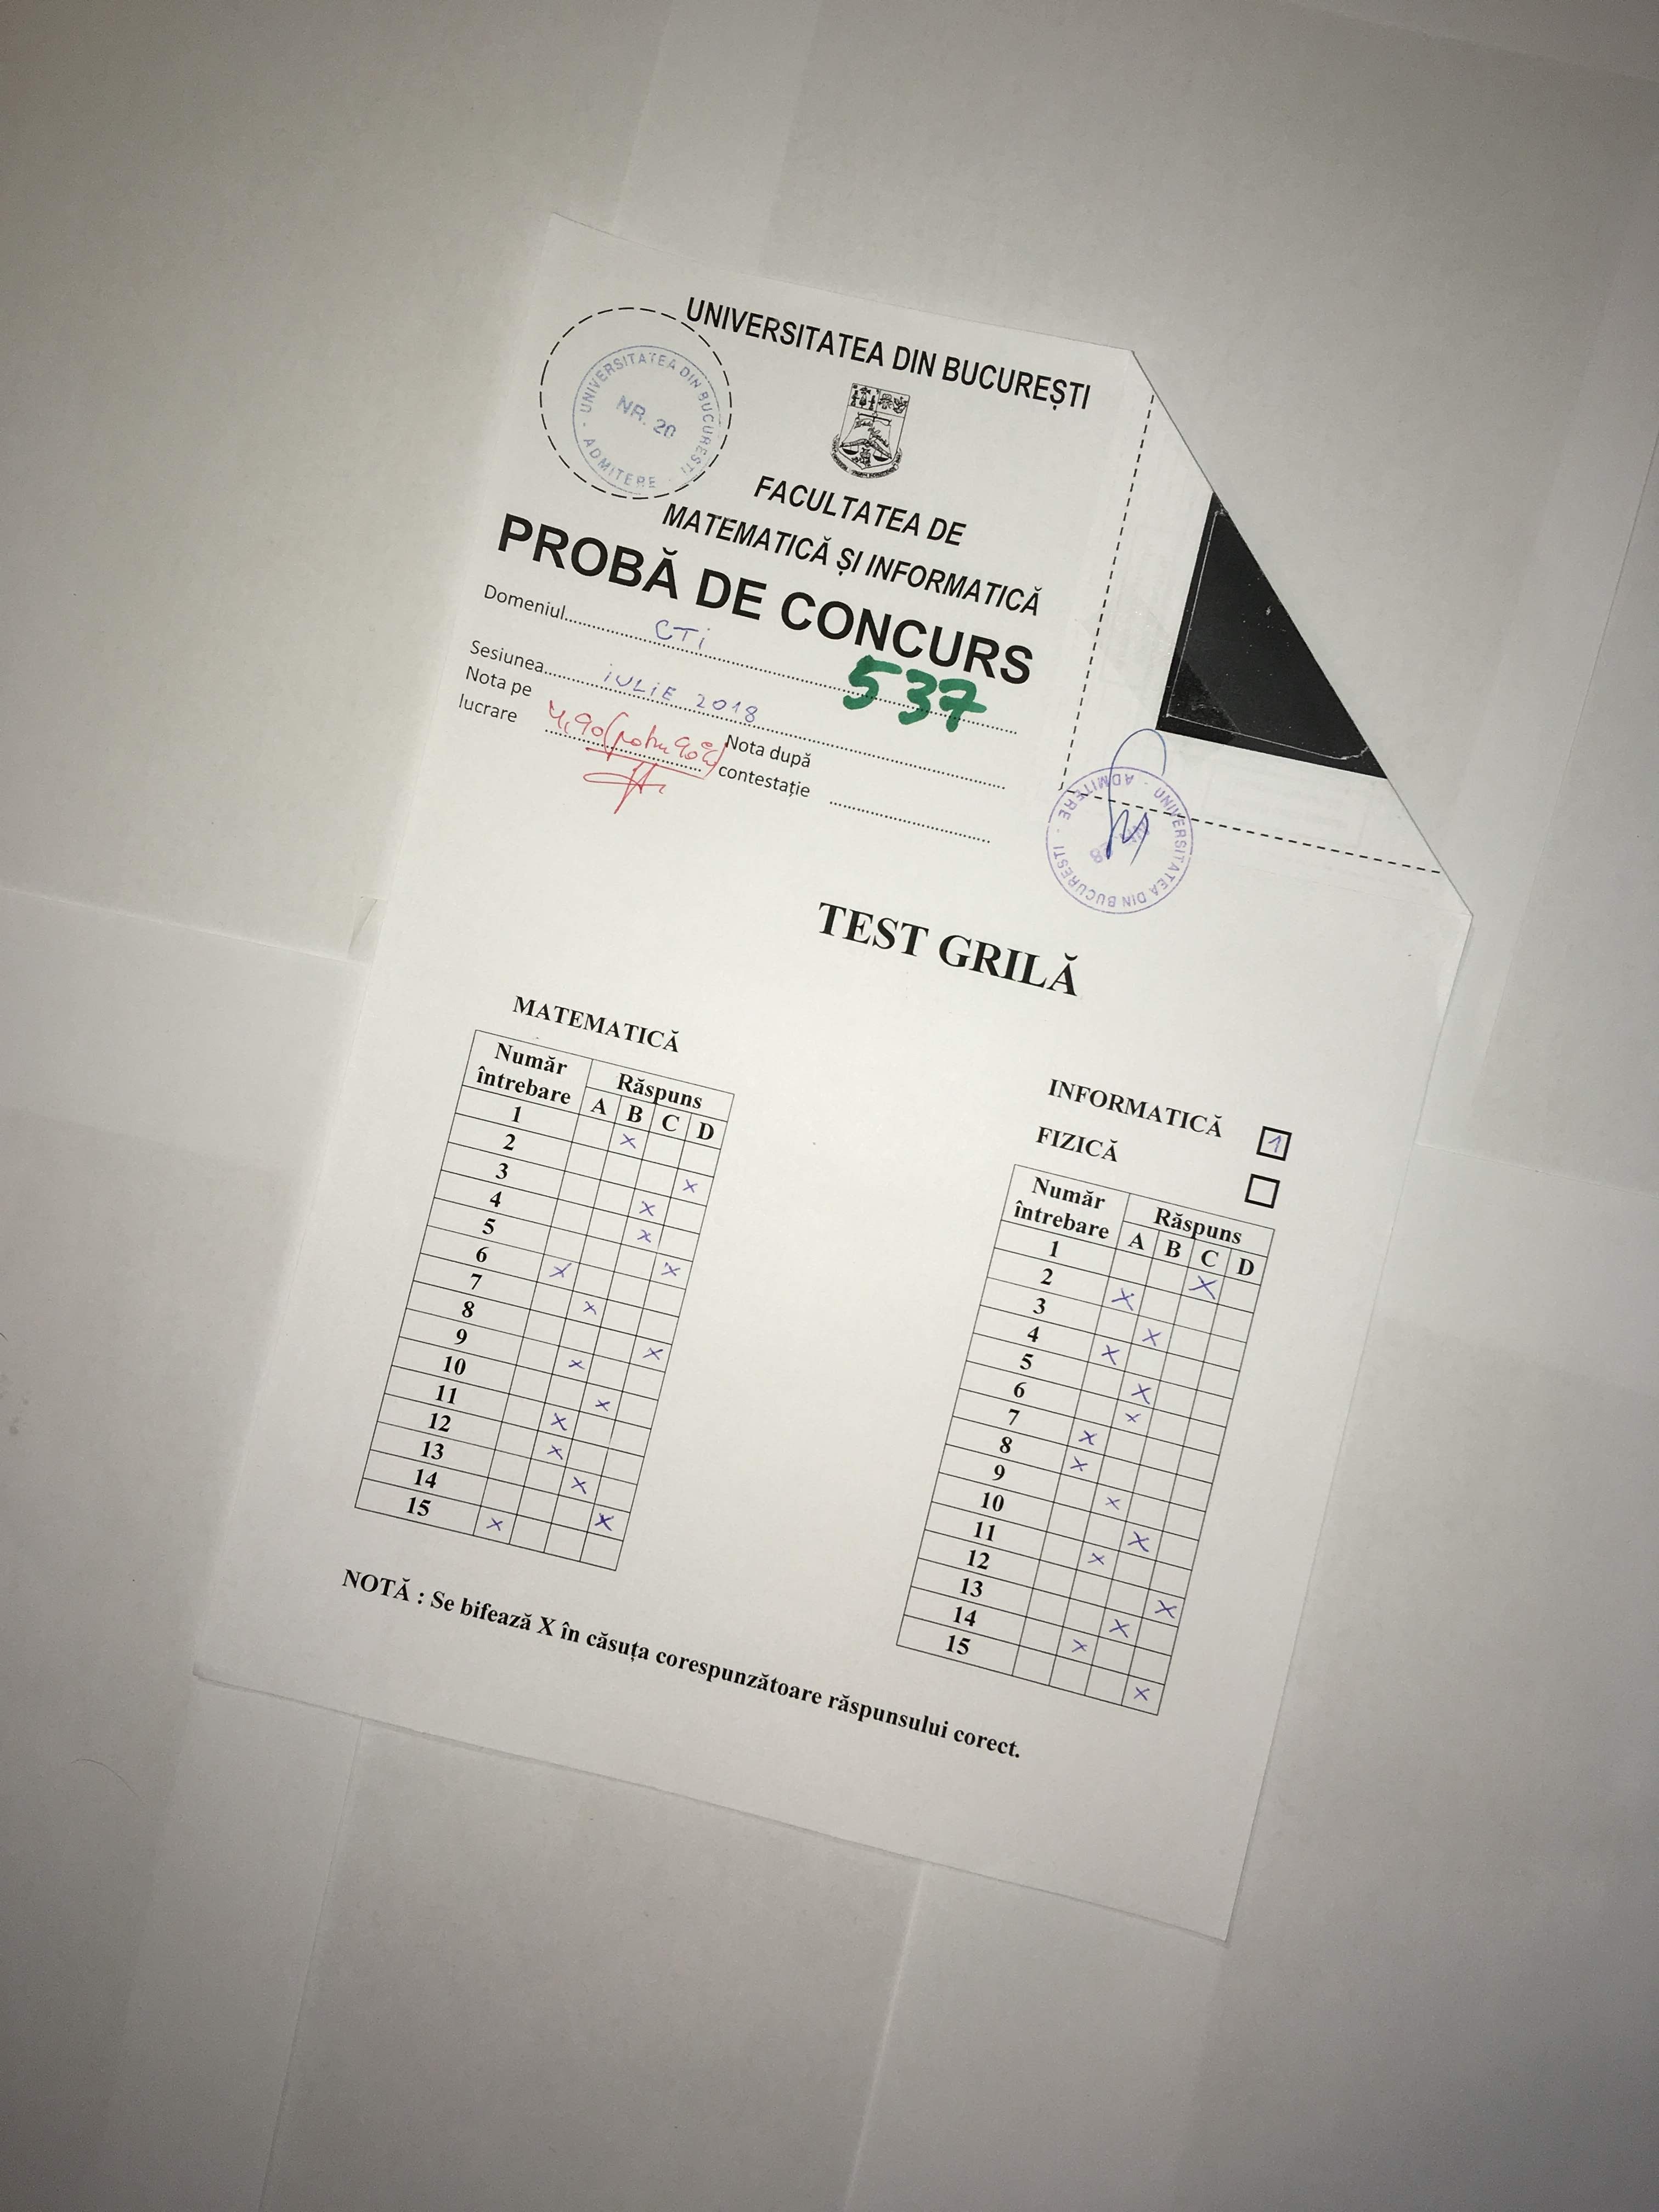 UNIVERSITATEA DIN BUCUREȘTI
UNIVERSITATEA DIN BUCURESTI · ADMITERE ·
NR. 20
FACULTATEA DE
MATEMATICĂ ȘI INFORMATICĂ
PROBĂ DE CONCURS
Domeniul CTi
537
Sesiunea iULiE 2018
Nota pe lucrare 4,90 (patru 90%)
Nota după contestație
UNIVERSITATEA DIN BUCURESTI · ADMITERE ·
TEST GRILĂ
MATEMATICĂ
Număr întrebare Răspuns
A B C D
1 X
2 X
3 X
4 X
5 X
6 X
7 X
8 X
9 X
10 X
11 X
12 X
13 X
14 X
15 X
INFORMATICĂ 1
FIZICĂ
Număr întrebare Răspuns
A B C D
1 X
2 X
3 X
4 X
5 X
6 X
7 X
8 X
9 X
10 X
11 X
12 X
13 X
14 X
15 X
NOTĂ : Se bifează X în căsuța corespunzătoare răspunsului corect.